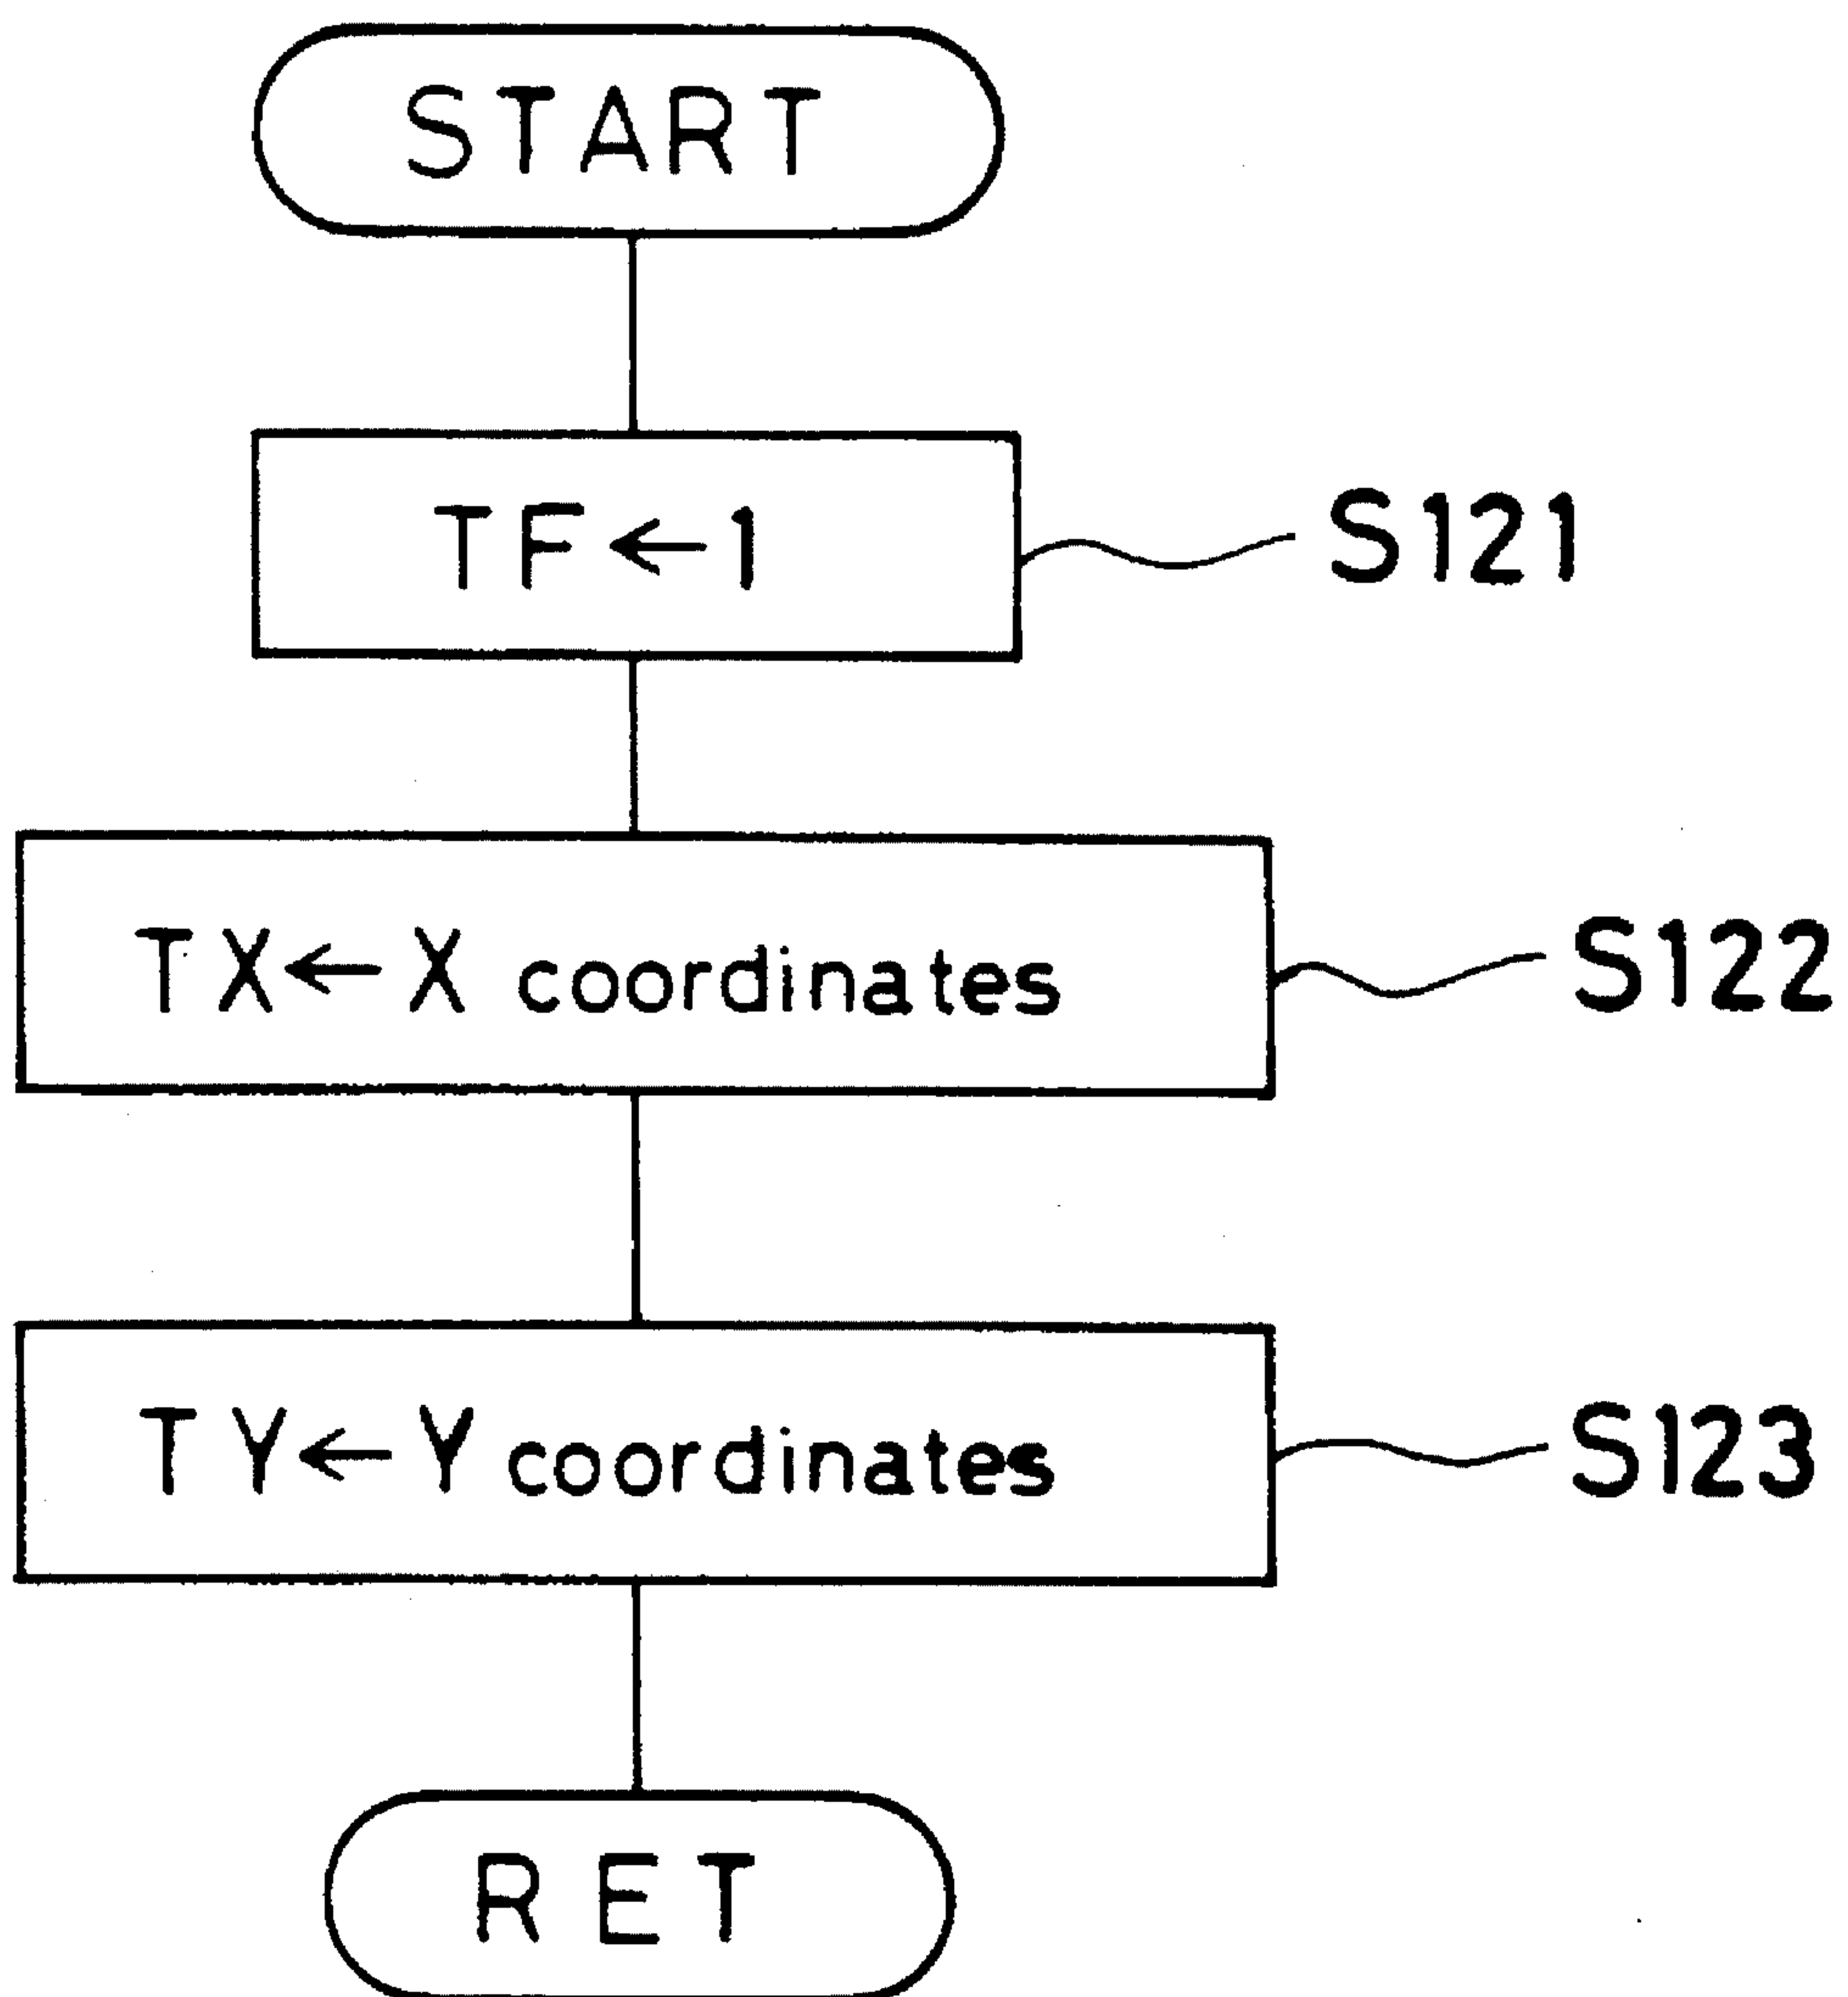 START
TF←1 S121
TX←X coordinates S122
TY←Y coordinates S123
RET